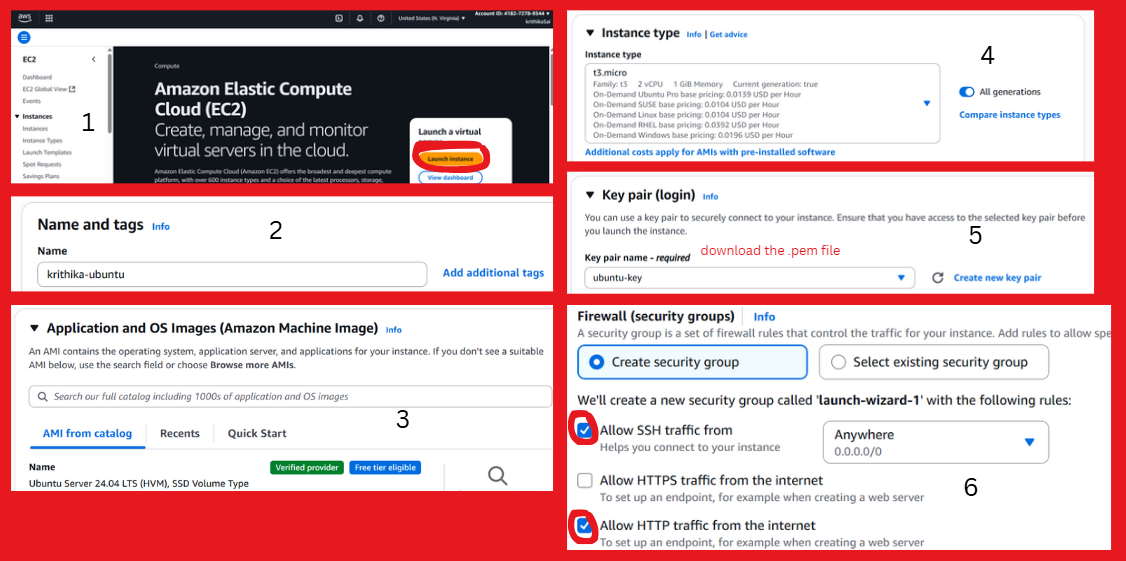 aws
United States (N. Virginia)
Account ID: 4182-7278-9344
krithikaSai
EC2
Dashboard
EC2 Global View
Events
Instances
Instances
Instance Types
Launch Templates
Spot Requests
Savings Plans
1
Compute
Amazon Elastic Compute
Cloud (EC2)
Create, manage, and monitor
virtual servers in the cloud.
Amazon Elastic Compute Cloud (Amazon EC2) offers the broadest and deepest compute
platform, with over 600 instance types and a choice of the latest processors, storage,
Launch a virtual
Launch instance
View dashboard
Name and tags Info
2
Name
krithika-ubuntu
Add additional tags
Application and OS Images (Amazon Machine Image) Info
An AMI contains the operating system, application server, and applications for your instance. If you don't see a suitable
AMI below, use the search field or choose Browse more AMIs.
Search our full catalog including 1000s of application and OS images
3
AMI from catalog
Recents
Quick Start
Name
Verified provider
Free tier eligible
Ubuntu Server 24.04 LTS (HVM), SSD Volume Type
Instance type Info | Get advice
4
Instance type
t3.micro
Family: t3 2 vCPU 1 GiB Memory Current generation: true
On-Demand Ubuntu Pro base pricing: 0.0139 USD per Hour
On-Demand SUSE base pricing: 0.0104 USD per Hour
On-Demand Linux base pricing: 0.0104 USD per Hour
On-Demand RHEL base pricing: 0.0392 USD per Hour
On-Demand Windows base pricing: 0.0196 USD per Hour
All generations
Compare instance types
Additional costs apply for AMIs with pre-installed software
Key pair (login) Info
You can use a key pair to securely connect to your instance. Ensure that you have access to the selected key pair before
you launch the instance.
5
download the .pem file
Key pair name - required
ubuntu-key
Create new key pair
Firewall (security groups) Info
A security group is a set of firewall rules that control the traffic for your instance. Add rules to allow spe
Create security group
Select existing security group
We'll create a new security group called 'launch-wizard-1' with the following rules:
Allow SSH traffic from
Helps you connect to your instance
Anywhere
0.0.0.0/0
Allow HTTPS traffic from the internet
To set up an endpoint, for example when creating a web server
6
Allow HTTP traffic from the internet
To set up an endpoint, for example when creating a web server